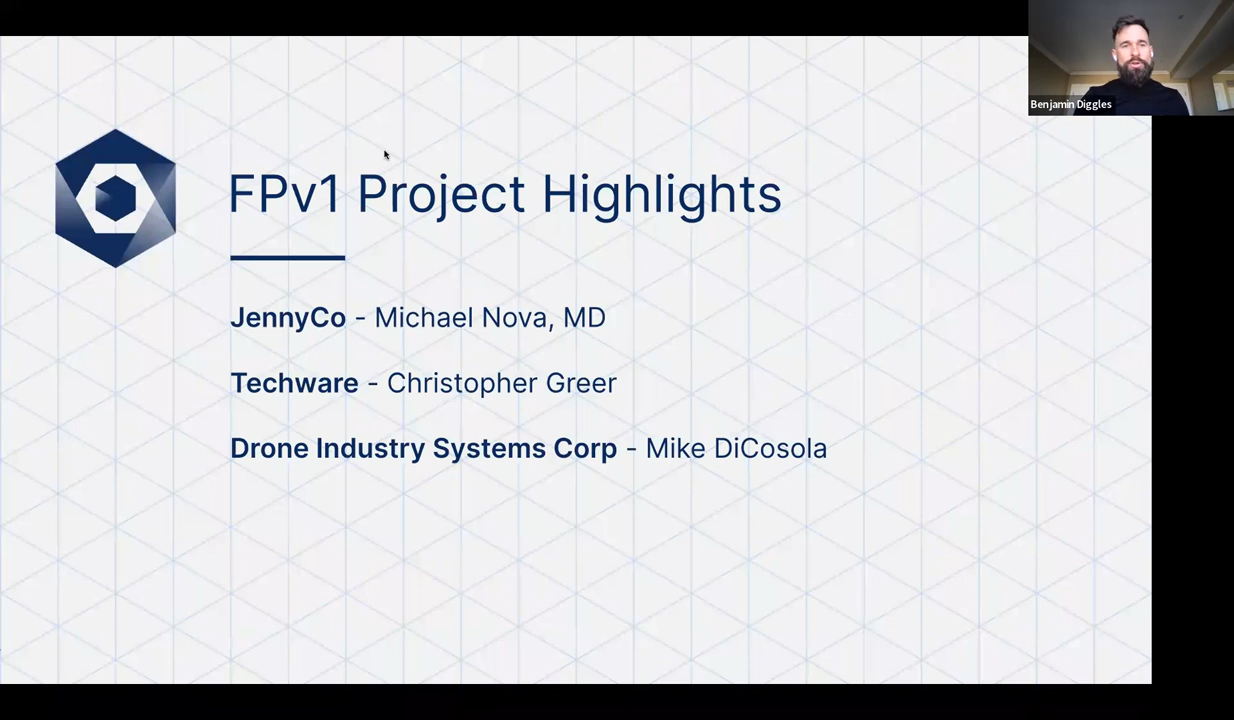 Benjamin Diggles
FPv1 Project Highlights
JennyCo - Michael Nova, MD
Techware - Christopher Greer
Drone Industry Systems Corp - Mike DiCosola